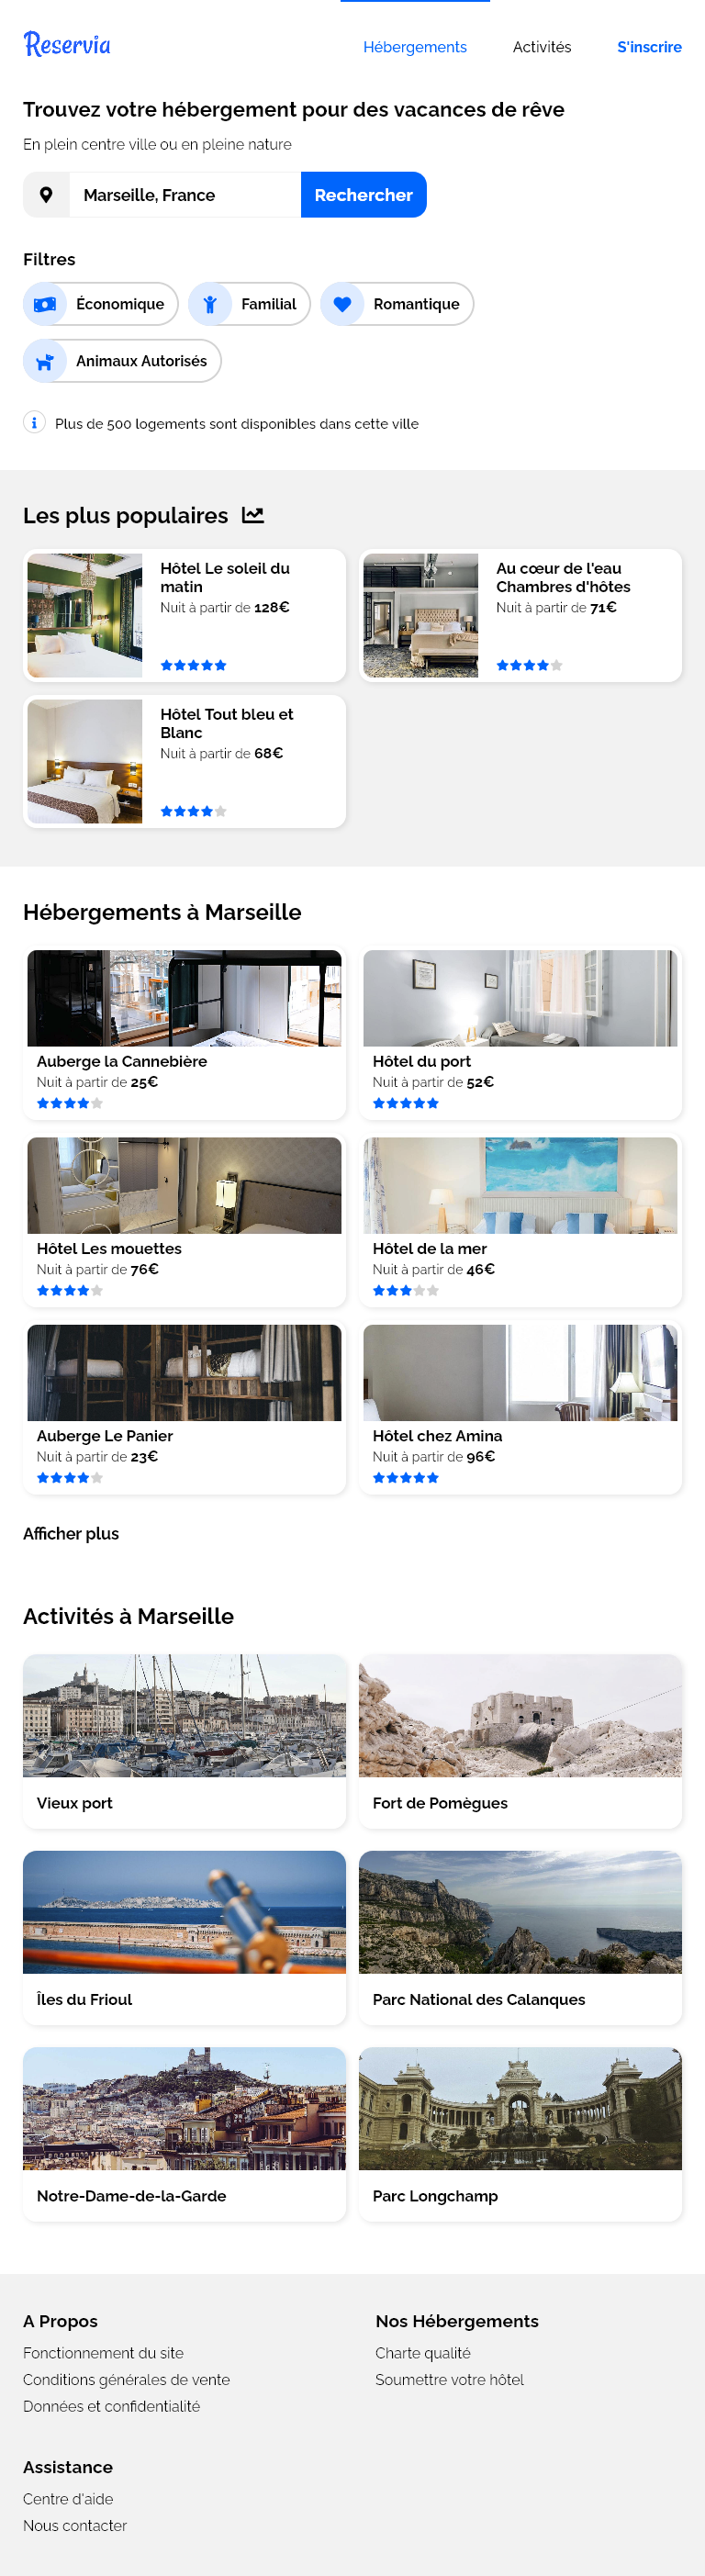 Reservia
Hébergements
Activités
S'inscrire
Trouvez votre hébergement pour des vacances de rêve
En plein centre ville ou en pleine nature
Marseille, France
Rechercher
Filtres
Économique
Familial
Romantique
Animaux Autorisés
Plus de 500 logements sont disponibles dans cette ville
Les plus populaires
Hôtel Le soleil du
matin
Nuit à partir de 128€
Au cœur de l'eau
Chambres d'hôtes
Nuit à partir de 71€
Hôtel Tout bleu et
Blanc
Nuit à partir de 68€
Hébergements à Marseille
Auberge la Cannebière
Nuit à partir de 25€
Hôtel du port
Nuit à partir de 52€
Hôtel Les mouettes
Nuit à partir de 76€
Hôtel de la mer
Nuit à partir de 46€
Auberge Le Panier
Nuit à partir de 23€
Hôtel chez Amina
Nuit à partir de 96€
Afficher plus
Activités à Marseille
Vieux port
Fort de Pomègues
Îles du Frioul
Parc National des Calanques
Notre-Dame-de-la-Garde
Parc Longchamp
A Propos
Fonctionnement du site
Conditions générales de vente
Données et confidentialité
Nos Hébergements
Charte qualité
Soumettre votre hôtel
Assistance
Centre d'aide
Nous contacter